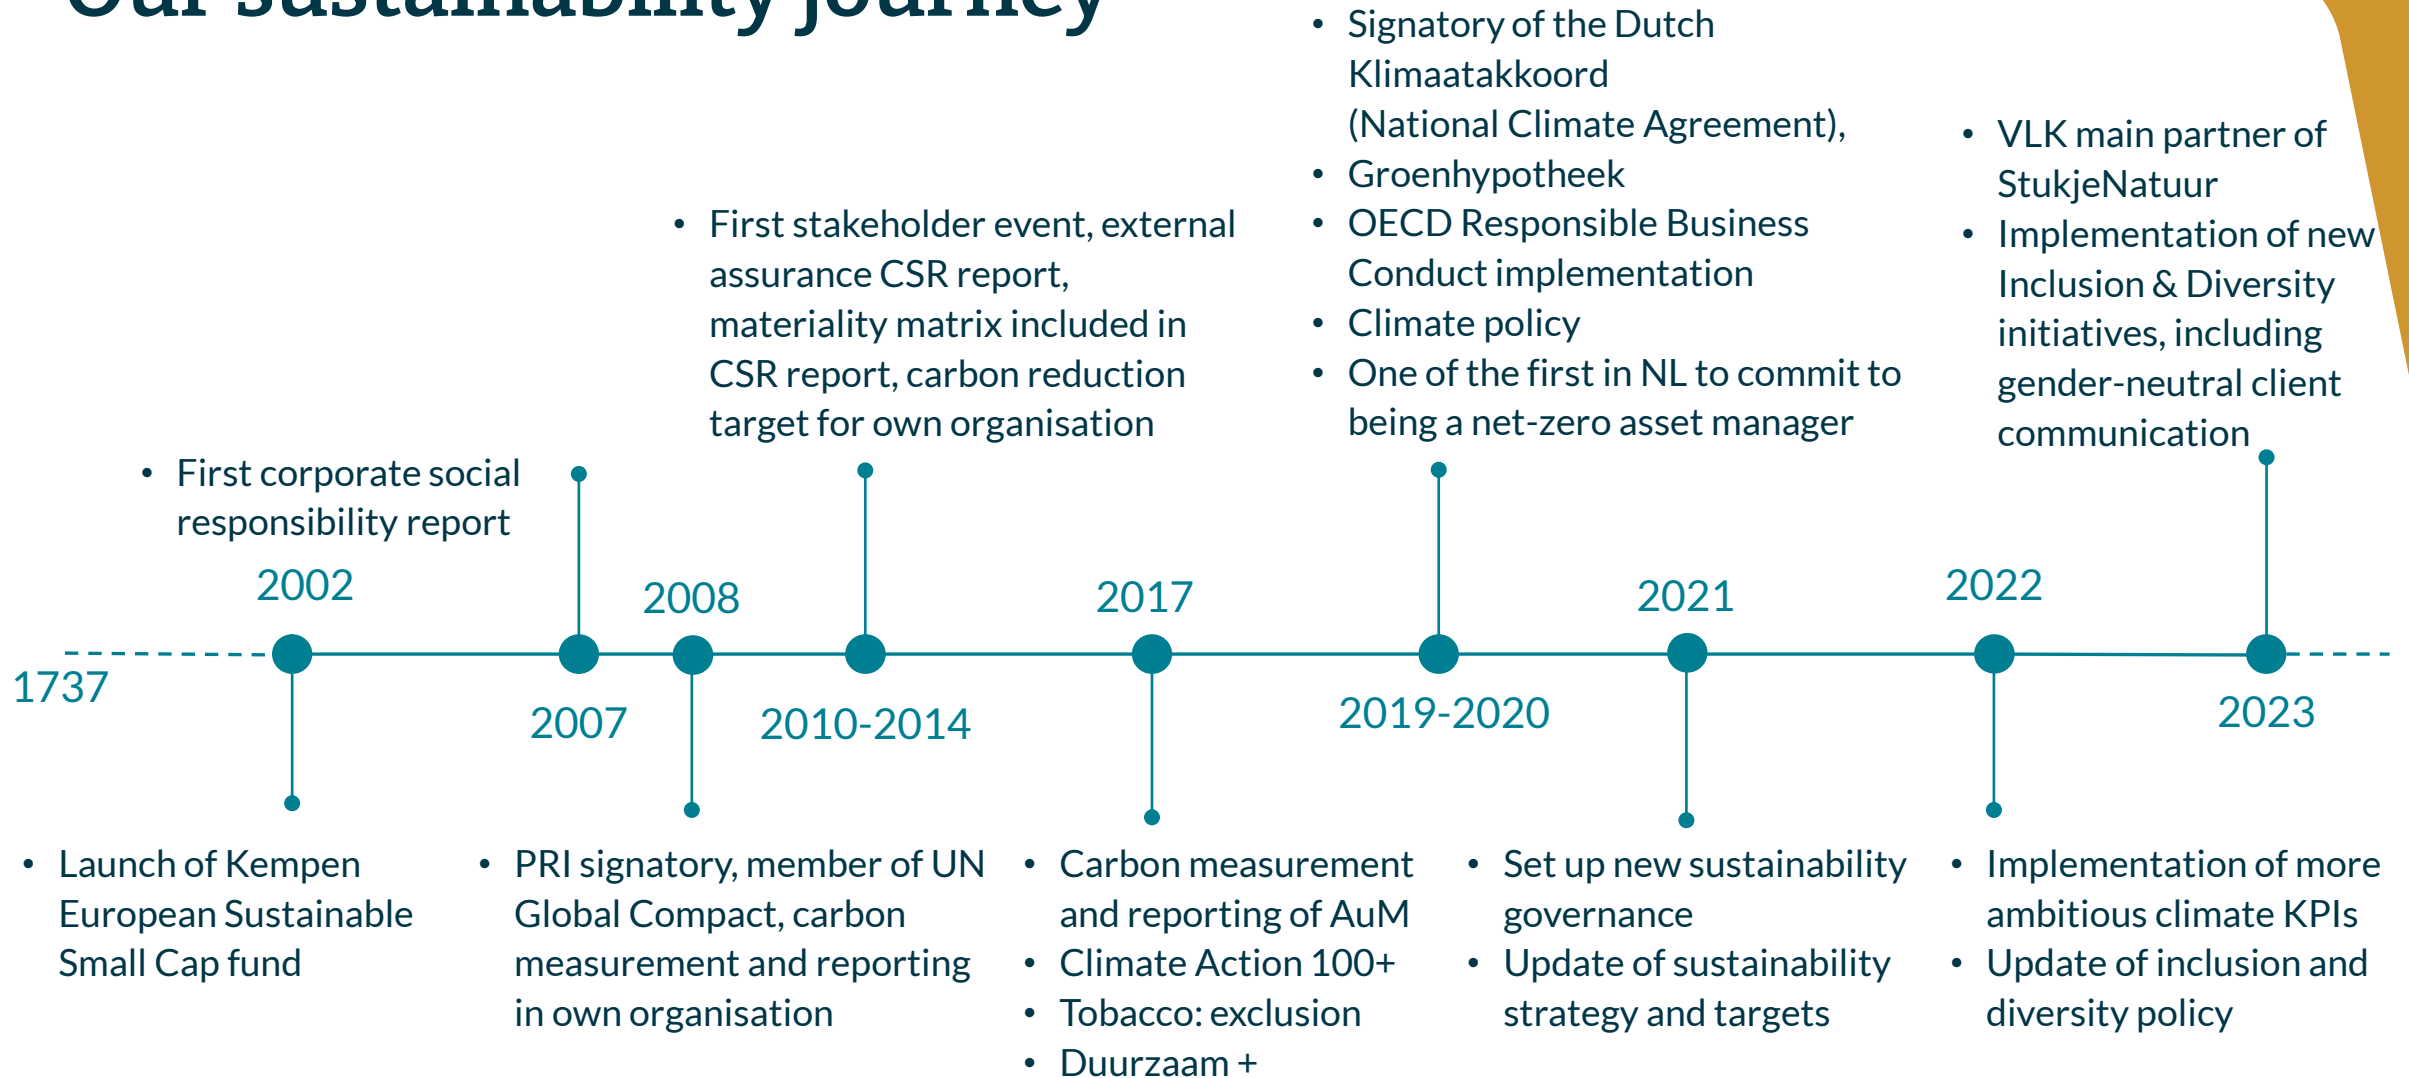 Our sustainability journey
• Signatory of the Dutch
Klimaatakkoord
(National Climate Agreement),
• Groenhypotheek
• OECD Responsible Business
Conduct implementation
• Climate policy
• One of the first in NL to commit to
being a net-zero asset manager
• VLK main partner of
StukjeNatuur
• Implementation of new
Inclusion & Diversity
initiatives, including
gender-neutral client
communication
• First stakeholder event, external
assurance CSR report,
materiality matrix included in
CSR report, carbon reduction
target for own organisation
• First corporate social
responsibility report
2002
2008
2017
2021
2022
1737
2007
2010-2014
2019-2020
2023
• Launch of Kempen
European Sustainable
Small Cap fund
• PRI signatory, member of UN
Global Compact, carbon
measurement and reporting
in own organisation
• Carbon measurement
and reporting of AuM
• Climate Action 100+
• Tobacco: exclusion
• Duurzaam +
• Set up new sustainability
governance
• Update of sustainability
strategy and targets
• Implementation of more
ambitious climate KPIs
• Update of inclusion and
diversity policy